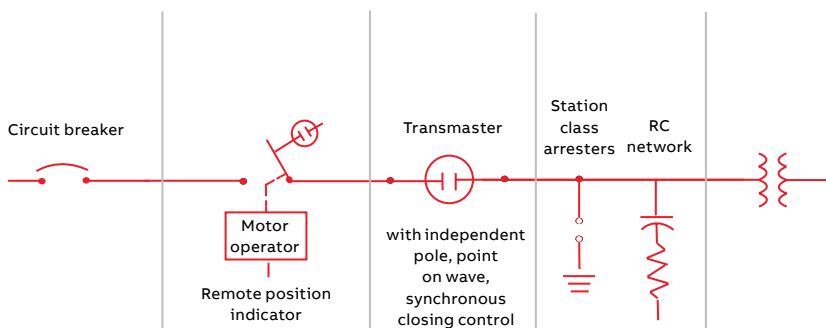 Circuit breaker
Motor
operator
Remote position
indicator
Transmaster
with independent
pole, point
on wave,
synchronous
closing control
Station
class
arresters
RC
network